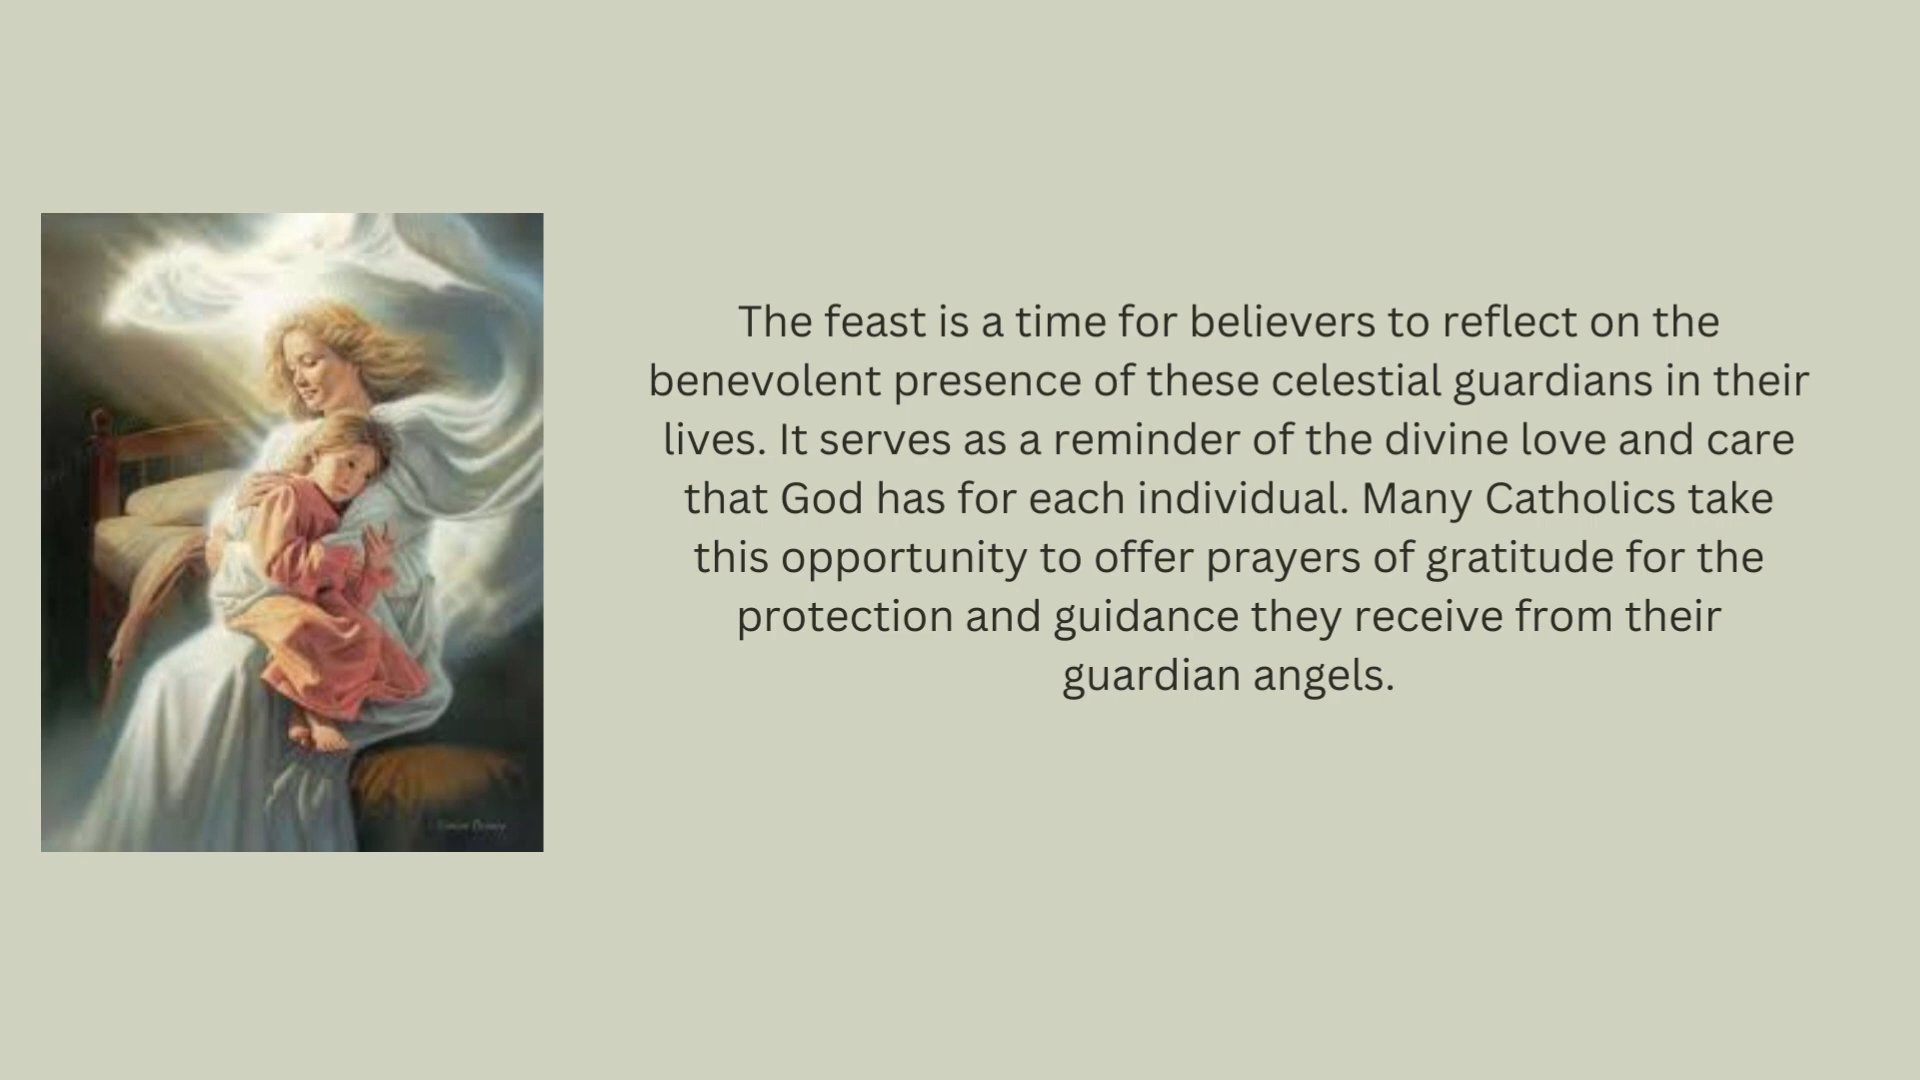 The feast is a time for believers to reflect on the
benevolent presence of these celestial guardians in their
lives. It serves as a reminder of the divine love and care
that God has for each individual. Many Catholics take
this opportunity to offer prayers of gratitude for the
protection and guidance they receive from their
guardian angels.